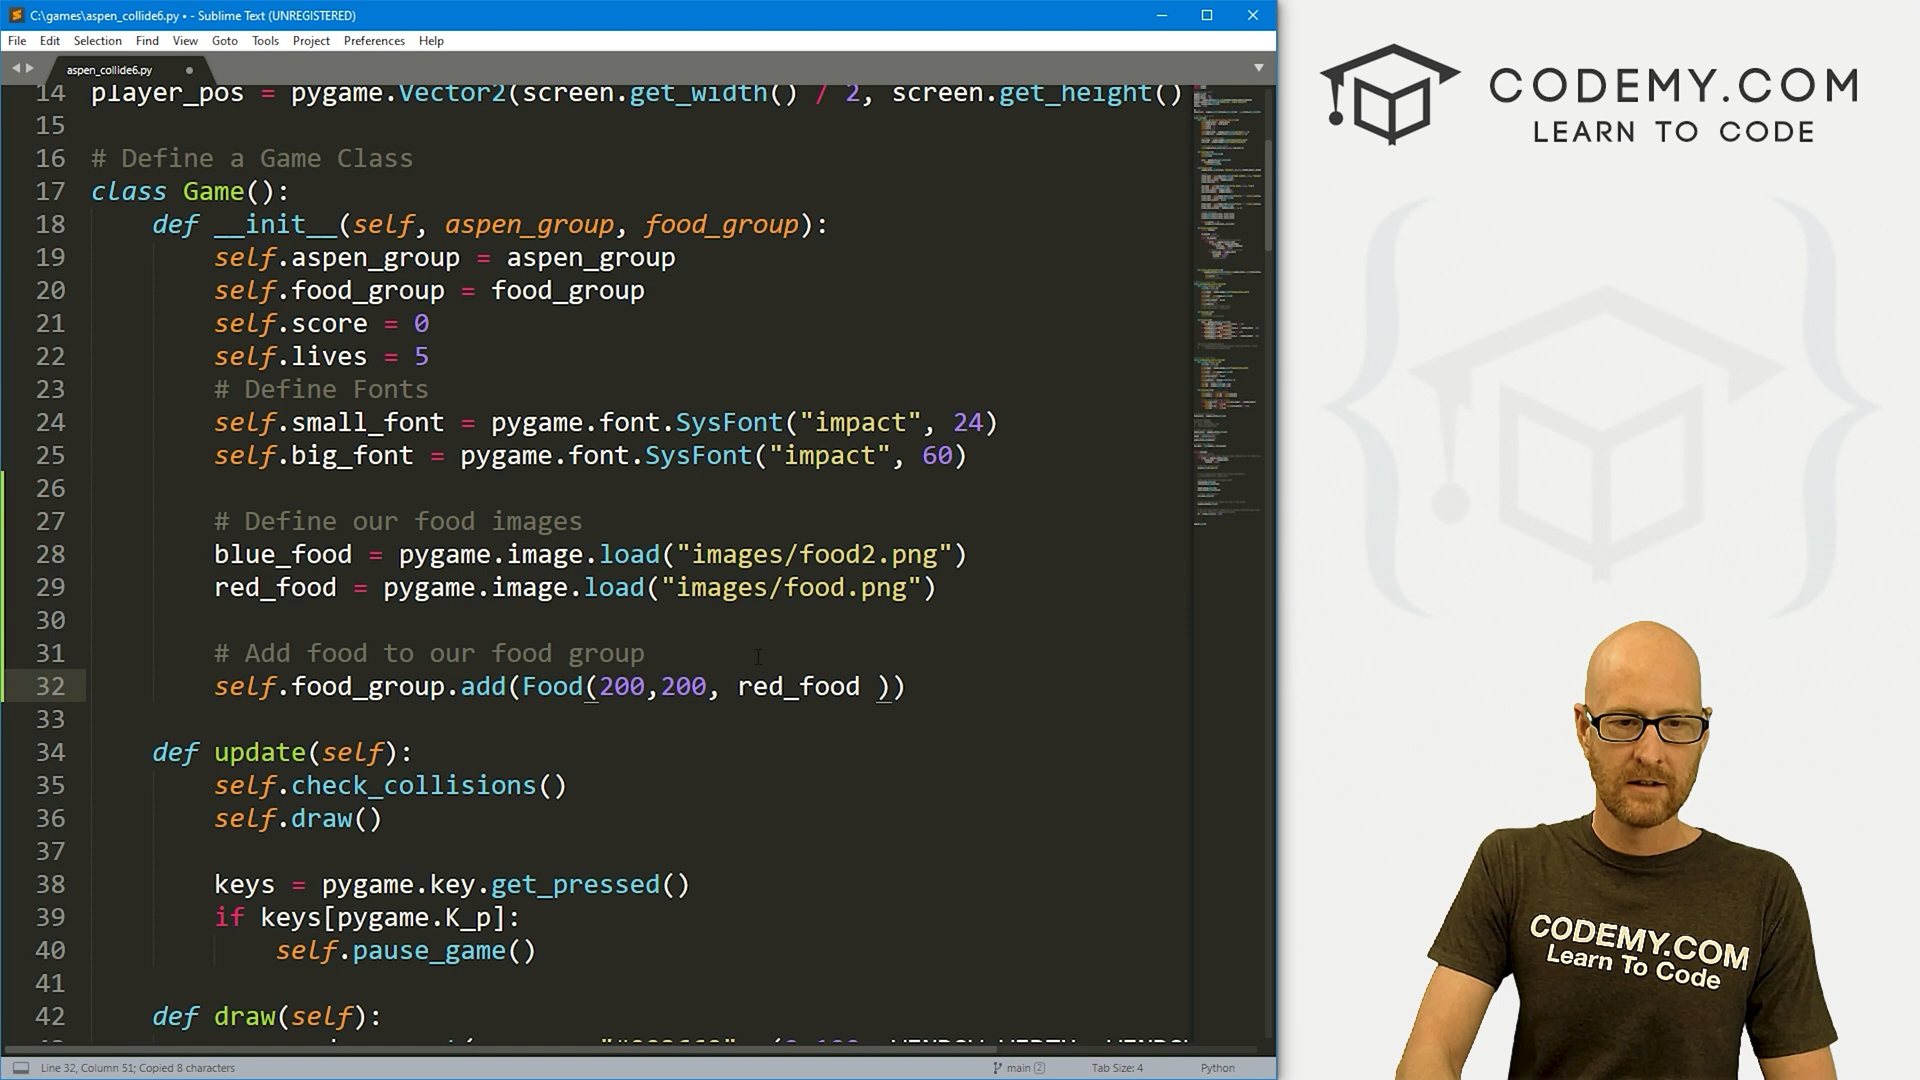 C:\games\aspen_collide6.py • - Sublime Text (UNREGISTERED)
File Edit Selection Find View Goto Tools Project Preferences Help
aspen_collide6.py
14 player_pos = pygame.Vector2(screen.get_width() / 2, screen.get_height()
15
16 # Define a Game Class
17 class Game():
18 def __init__(self, aspen_group, food_group):
19 self.aspen_group = aspen_group
20 self.food_group = food_group
21 self.score = 0
22 self.lives = 5
23 # Define Fonts
24 self.small_font = pygame.font.SysFont("impact", 24)
25 self.big_font = pygame.font.SysFont("impact", 60)
26
27 # Define our food images
28 blue_food = pygame.image.load("images/food2.png")
29 red_food = pygame.image.load("images/food.png")
30
31 # Add food to our food group
32 self.food_group.add(Food(200,200, red_food ))
33
34 def update(self):
35 self.check_collisions()
36 self.draw()
37
38 keys = pygame.key.get_pressed()
39 if keys[pygame.K_p]:
40 self.pause_game()
41
42 def draw(self):
Line 32, Column 51; Copied 8 characters
main 2
Tab Size: 4
Python
CODEMY.COM
LEARN TO CODE
CODEMY.COM
Learn To Code